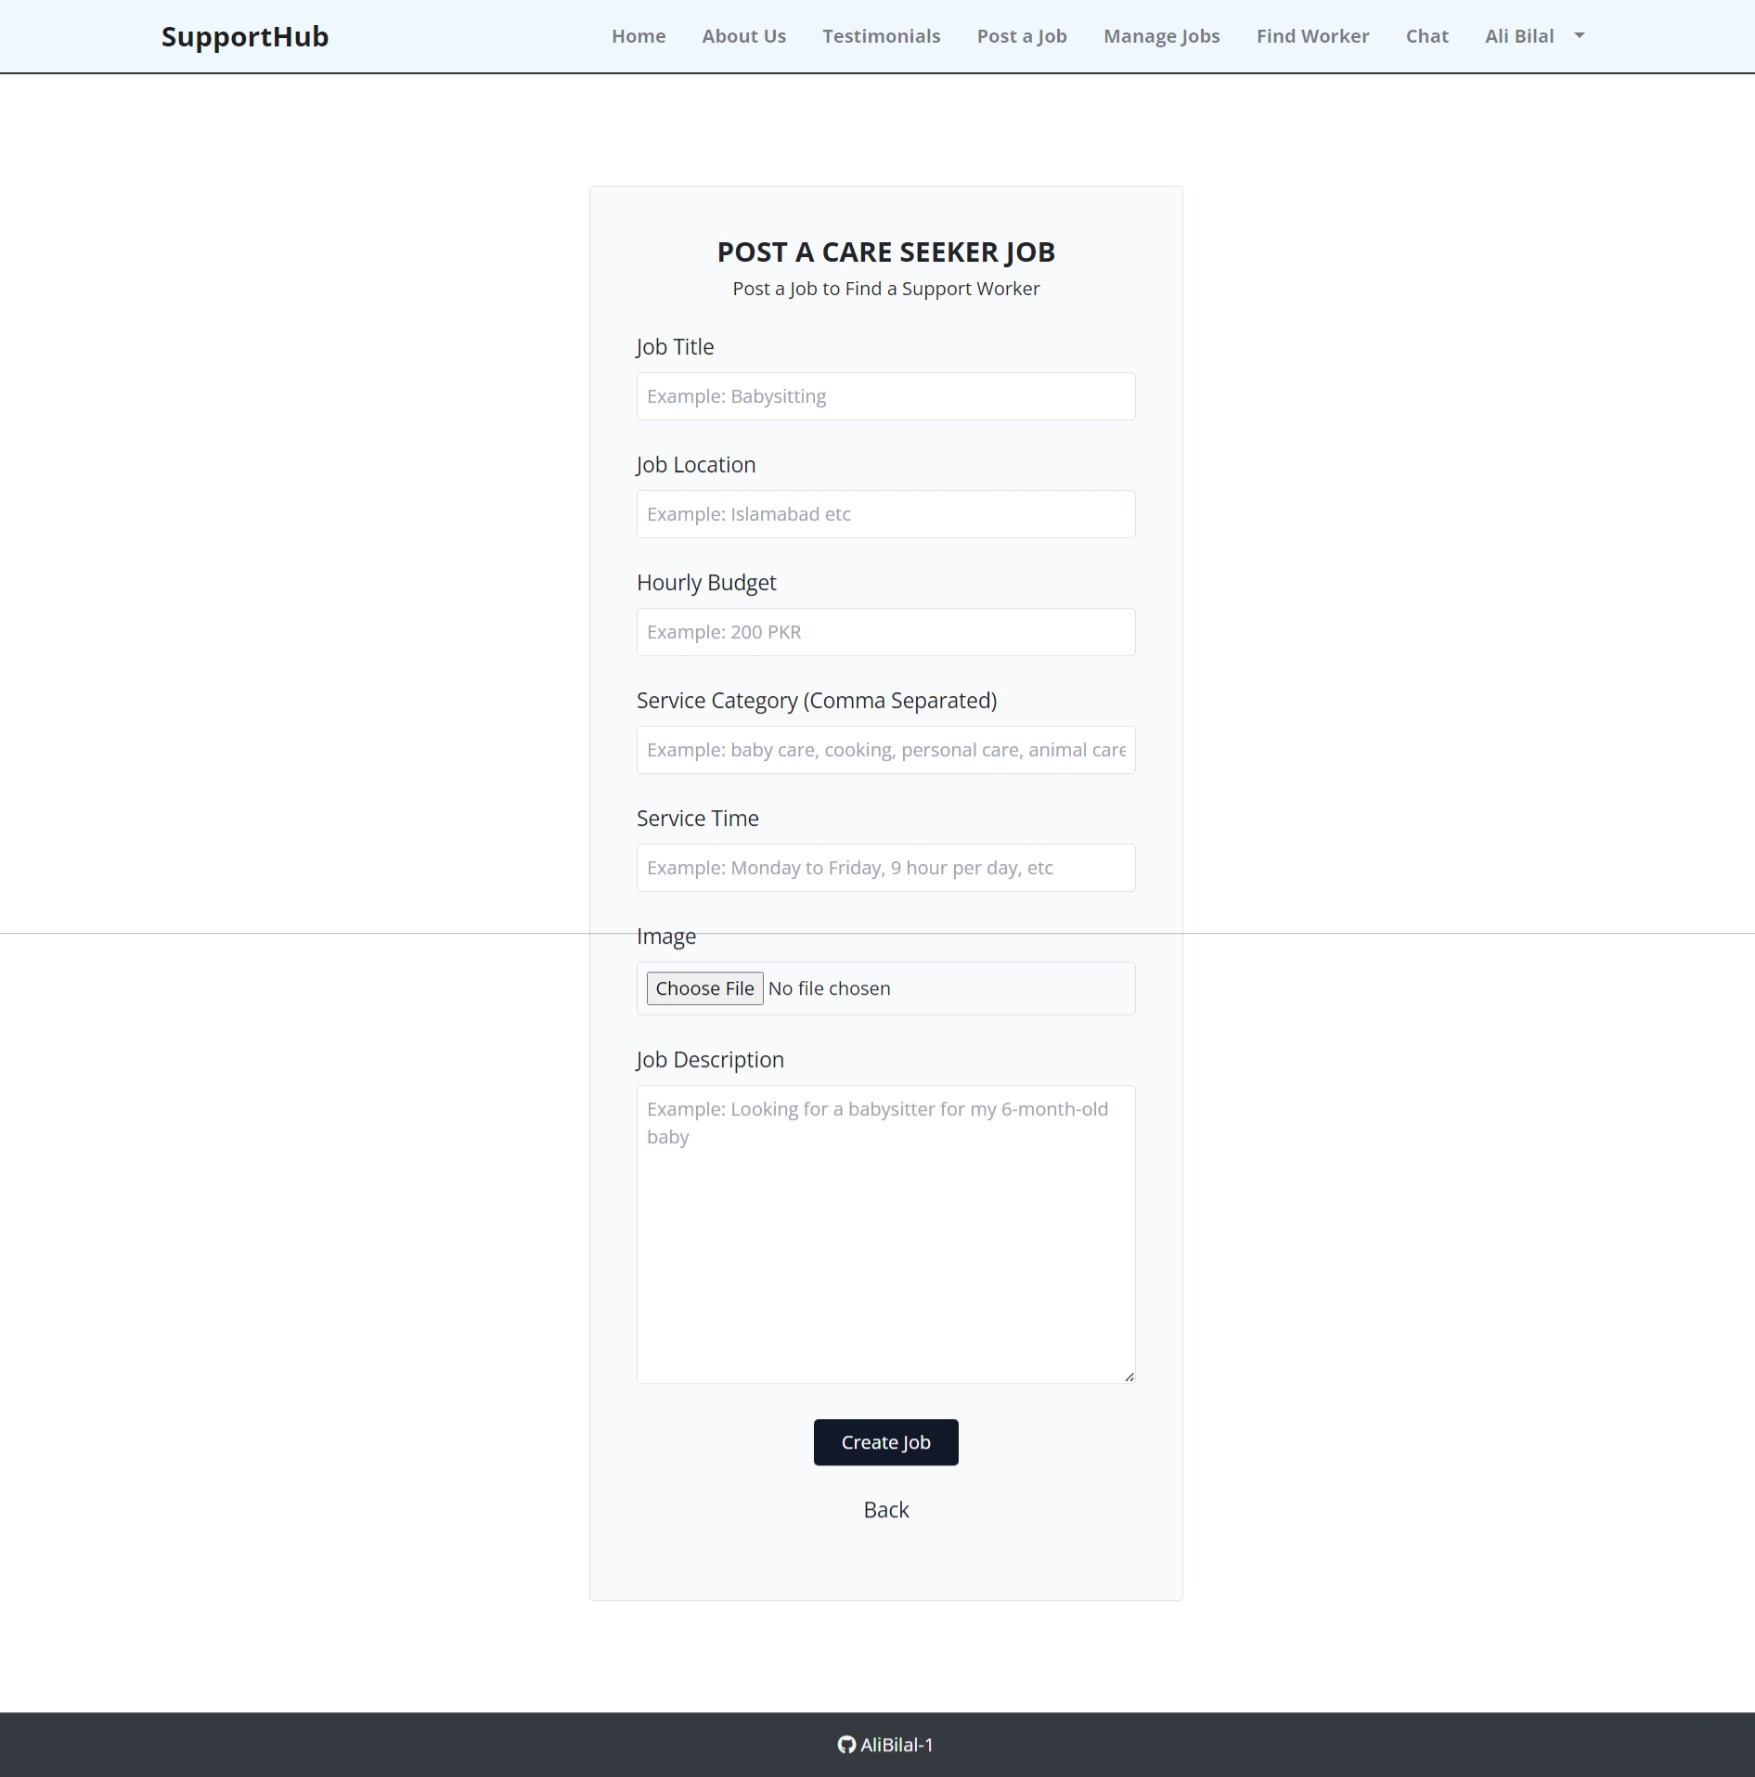 SupportHub
Home About Us Testimonials Post a Job Manage Jobs Find Worker Chat Ali Bilal
POST A CARE SEEKER JOB
Post a Job to Find a Support Worker
Job Title
Example: Babysitting
Job Location
Example: Islamabad etc
Hourly Budget
Example: 200 PKR
Service Category (Comma Separated)
Example: baby care, cooking, personal care, animal care
Service Time
Example: Monday to Friday, 9 hour per day, etc
Image
Choose File No file chosen
Job Description
Example: Looking for a babysitter for my 6-month-old
baby
Create Job
Back
AliBilal-1